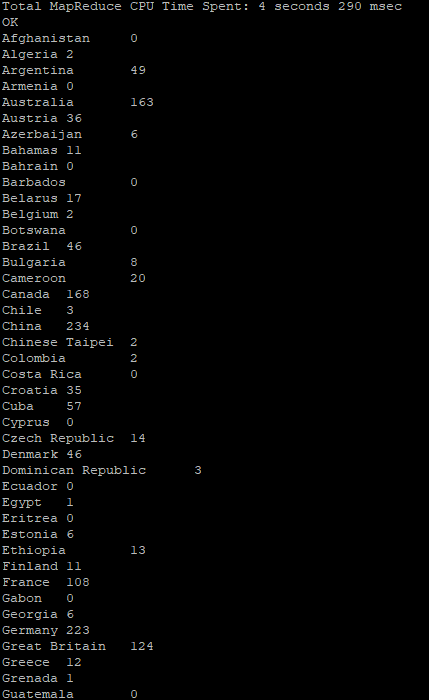 Total MapReduce CPU Time Spent: 4 seconds 290 msec
OK
Afghanistan 0
Algeria 2
Argentina 49
Armenia 0
Australia 163
Austria 36
Azerbaijan 6
Bahamas 11
Bahrain 0
Barbados 0
Belarus 17
Belgium 2
Botswana 0
Brazil 46
Bulgaria 8
Cameroon 20
Canada 168
Chile 3
China 234
Chinese Taipei 2
Colombia 2
Costa Rica 0
Croatia 35
Cuba 57
Cyprus 0
Czech Republic 14
Denmark 46
Dominican Republic 3
Ecuador 0
Egypt 1
Eritrea 0
Estonia 6
Ethiopia 13
Finland 11
France 108
Gabon 0
Georgia 6
Germany 223
Great Britain 124
Greece 12
Grenada 1
Guatemala 0